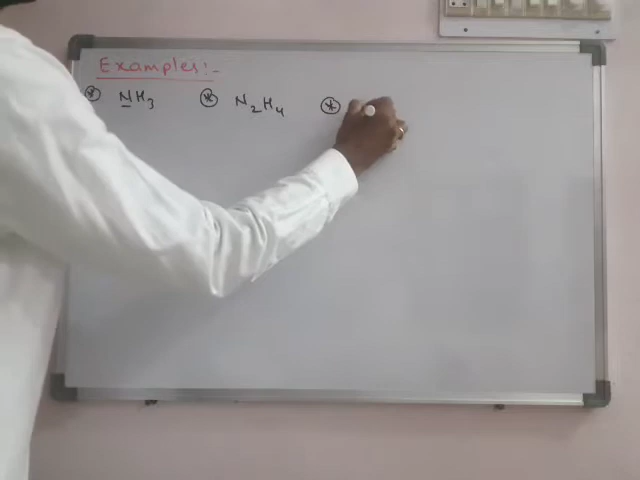 Examples:-
⊛ NH₃ ⊛ N₂H₄ ⊛